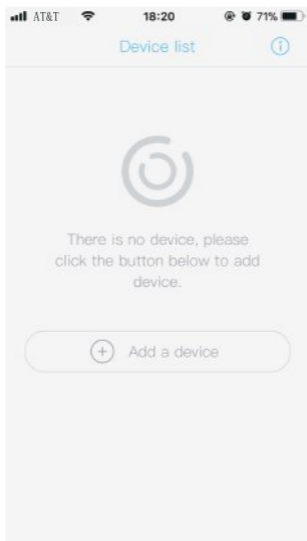 AT&T 18:20 71%
Device list
There is no device, please
click the button below to add
device.
Add a device